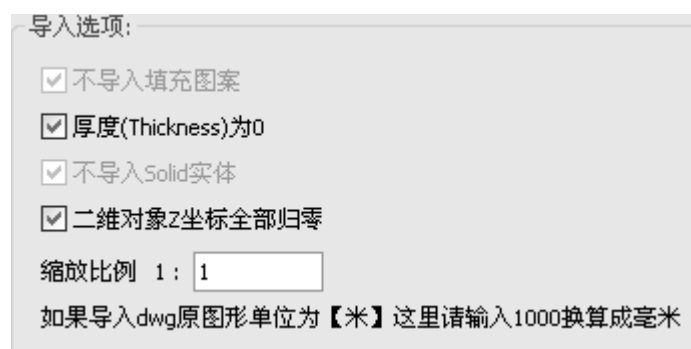 导入选项:
不导入填充图案
厚度(Thickness)为0
不导入Solid实体
二维对象Z坐标全部归零
缩放比例 1: 1
如果导入dwg原图形单位为【米】这里请输入1000换算成毫米